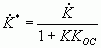 K̇* = K̇ / (1 + KK_OC)